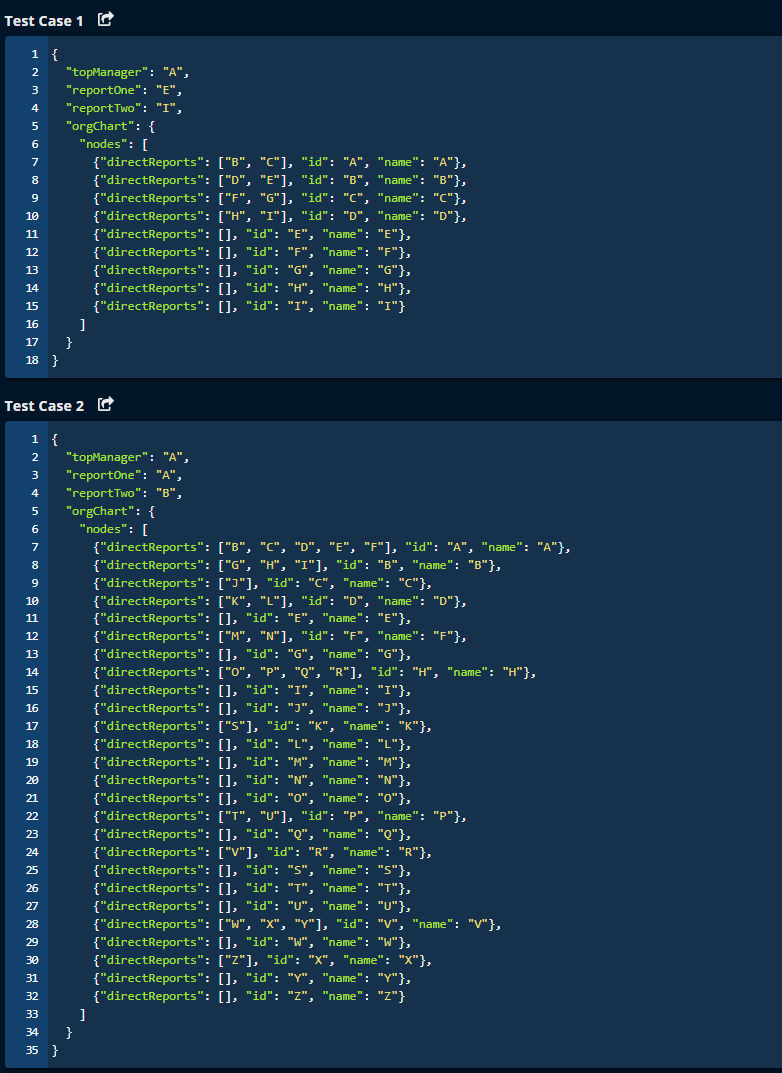 Test Case 1
1 {
2   "topManager": "A",
3   "reportOne": "E",
4   "reportTwo": "I",
5   "orgChart": {
6     "nodes": [
7       {"directReports": ["B", "C"], "id": "A", "name": "A"},
8       {"directReports": ["D", "E"], "id": "B", "name": "B"},
9       {"directReports": ["F", "G"], "id": "C", "name": "C"},
10       {"directReports": ["H", "I"], "id": "D", "name": "D"},
11       {"directReports": [], "id": "E", "name": "E"},
12       {"directReports": [], "id": "F", "name": "F"},
13       {"directReports": [], "id": "G", "name": "G"},
14       {"directReports": [], "id": "H", "name": "H"},
15       {"directReports": [], "id": "I", "name": "I"}
16     ]
17   }
18 }
Test Case 2
1 {
2   "topManager": "A",
3   "reportOne": "A",
4   "reportTwo": "B",
5   "orgChart": {
6     "nodes": [
7       {"directReports": ["B", "C", "D", "E", "F"], "id": "A", "name": "A"},
8       {"directReports": ["G", "H", "I"], "id": "B", "name": "B"},
9       {"directReports": ["J"], "id": "C", "name": "C"},
10       {"directReports": ["K", "L"], "id": "D", "name": "D"},
11       {"directReports": [], "id": "E", "name": "E"},
12       {"directReports": ["M", "N"], "id": "F", "name": "F"},
13       {"directReports": [], "id": "G", "name": "G"},
14       {"directReports": ["O", "P", "Q", "R"], "id": "H", "name": "H"},
15       {"directReports": [], "id": "I", "name": "I"},
16       {"directReports": [], "id": "J", "name": "J"},
17       {"directReports": ["S"], "id": "K", "name": "K"},
18       {"directReports": [], "id": "L", "name": "L"},
19       {"directReports": [], "id": "M", "name": "M"},
20       {"directReports": [], "id": "N", "name": "N"},
21       {"directReports": [], "id": "O", "name": "O"},
22       {"directReports": ["T", "U"], "id": "P", "name": "P"},
23       {"directReports": [], "id": "Q", "name": "Q"},
24       {"directReports": ["V"], "id": "R", "name": "R"},
25       {"directReports": [], "id": "S", "name": "S"},
26       {"directReports": [], "id": "T", "name": "T"},
27       {"directReports": [], "id": "U", "name": "U"},
28       {"directReports": ["W", "X", "Y"], "id": "V", "name": "V"},
29       {"directReports": [], "id": "W", "name": "W"},
30       {"directReports": ["Z"], "id": "X", "name": "X"},
31       {"directReports": [], "id": "Y", "name": "Y"},
32       {"directReports": [], "id": "Z", "name": "Z"}
33     ]
34   }
35 }